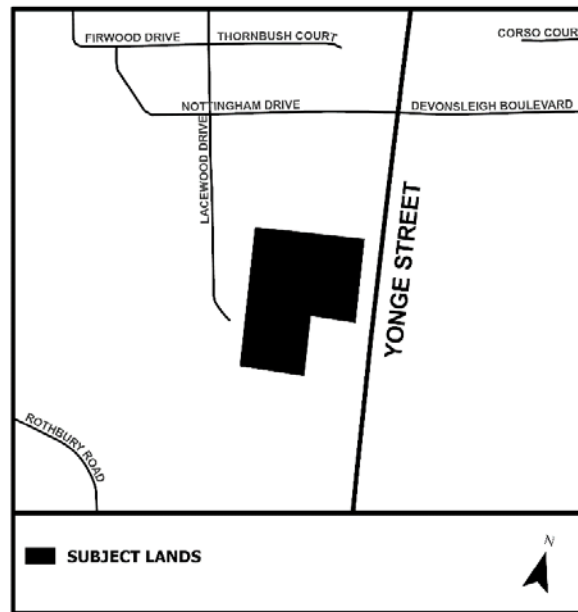 FIRWOOD DRIVE
THORNBUSH COURT
CORSO COUR
NOTTINGHAM DRIVE
DEVONSLEIGH BOULEVARD
LACEWOOD DRIVE
YONGE STREET
ROTHBURY ROAD
SUBJECT LANDS
N